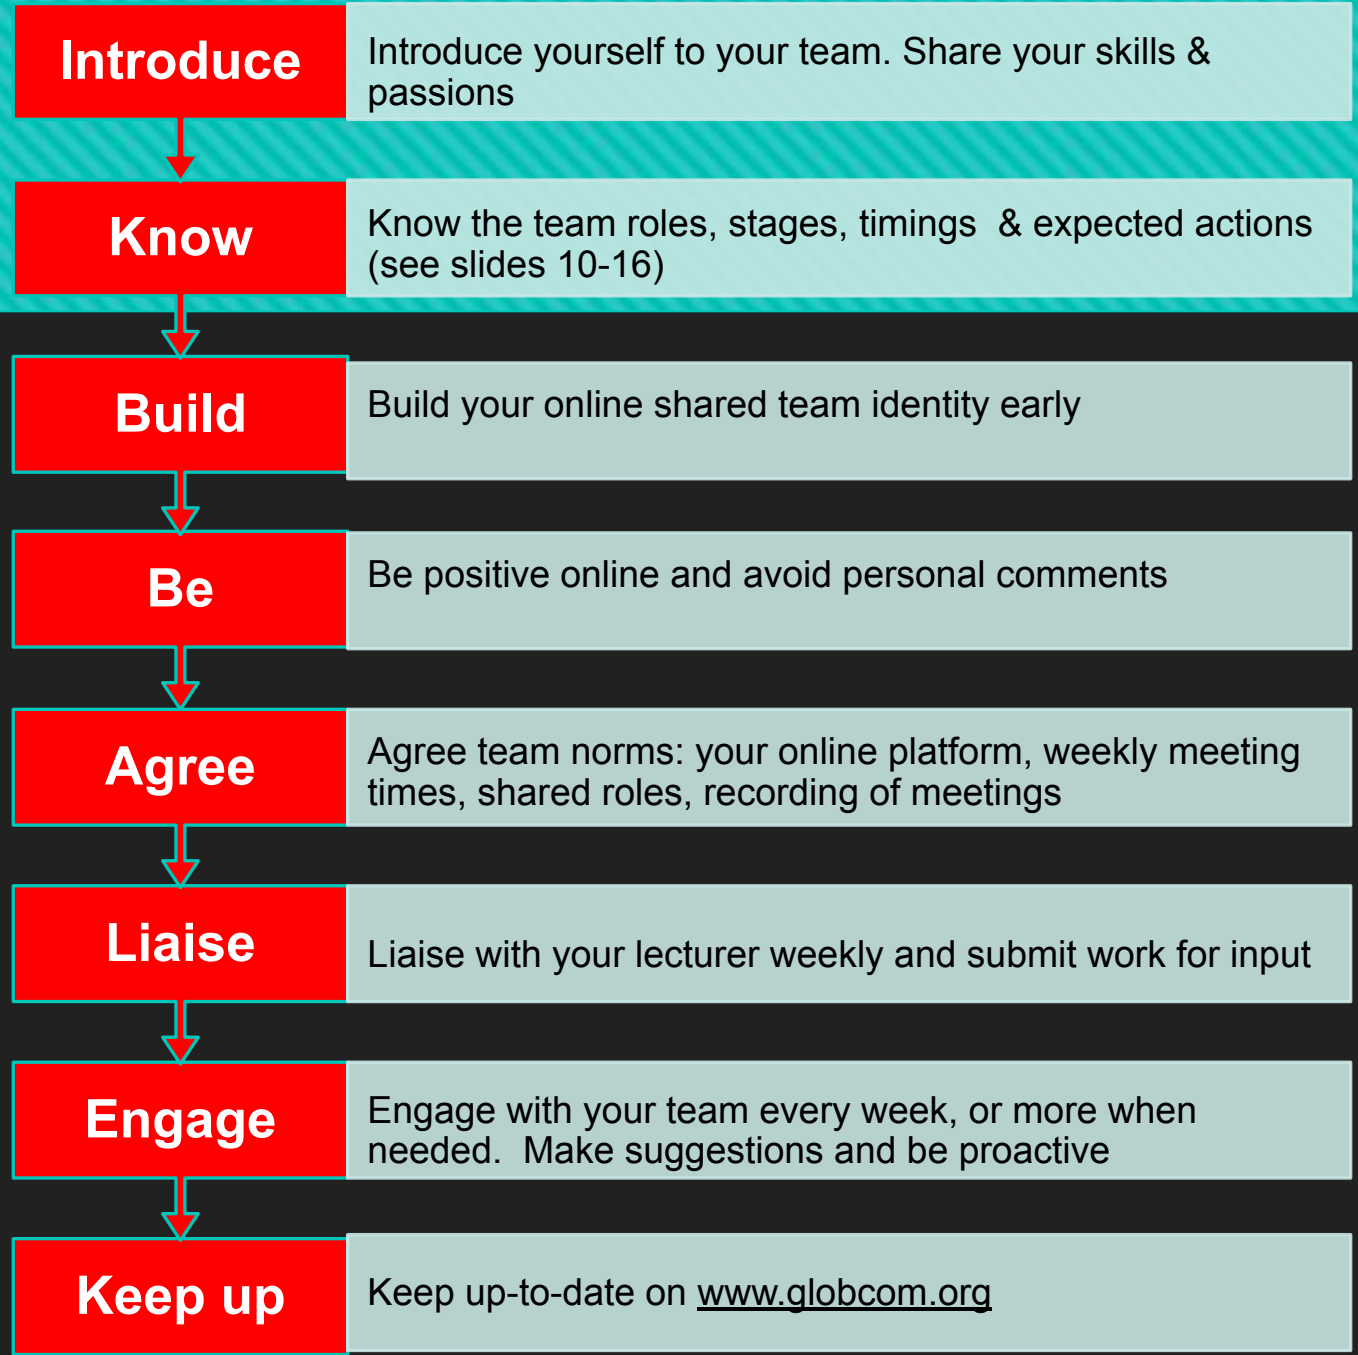 Introduce
Introduce yourself to your team. Share your skills &
passions
Know
Know the team roles, stages, timings  & expected actions
(see slides 10-16)
Build
Build your online shared team identity early
Be
Be positive online and avoid personal comments
Agree
Agree team norms: your online platform, weekly meeting
times, shared roles, recording of meetings
Liaise
Liaise with your lecturer weekly and submit work for input
Engage
Engage with your team every week, or more when
needed.  Make suggestions and be proactive
Keep up
Keep up-to-date on www.globcom.org